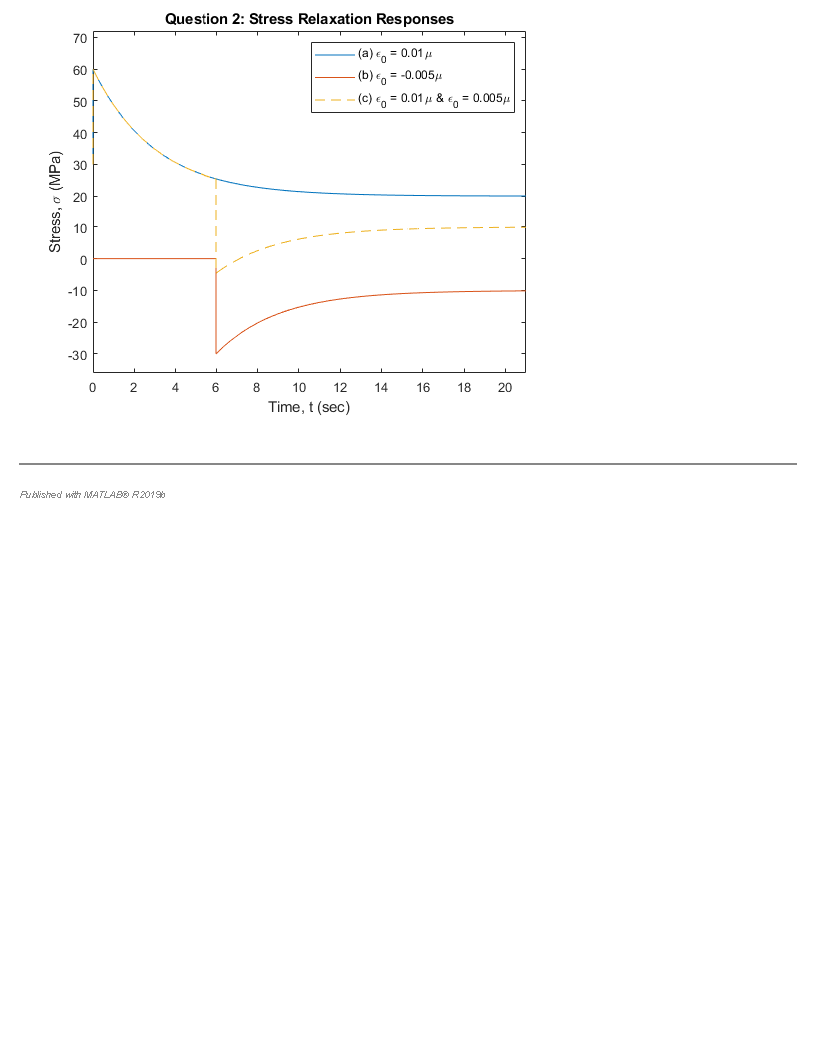 Question 2: Stress Relaxation Responses
70
60
50
40
30
20
10
0
-10
-20
-30
Stress, σ (MPa)
(a) ϵ0 = 0.01μ
(b) ϵ0 = -0.005μ
(c) ϵ0 = 0.01μ & ϵ0 = 0.005μ
0 2 4 6 8 10 12 14 16 18 20
Time, t (sec)
Published with MATLAB® R2019b